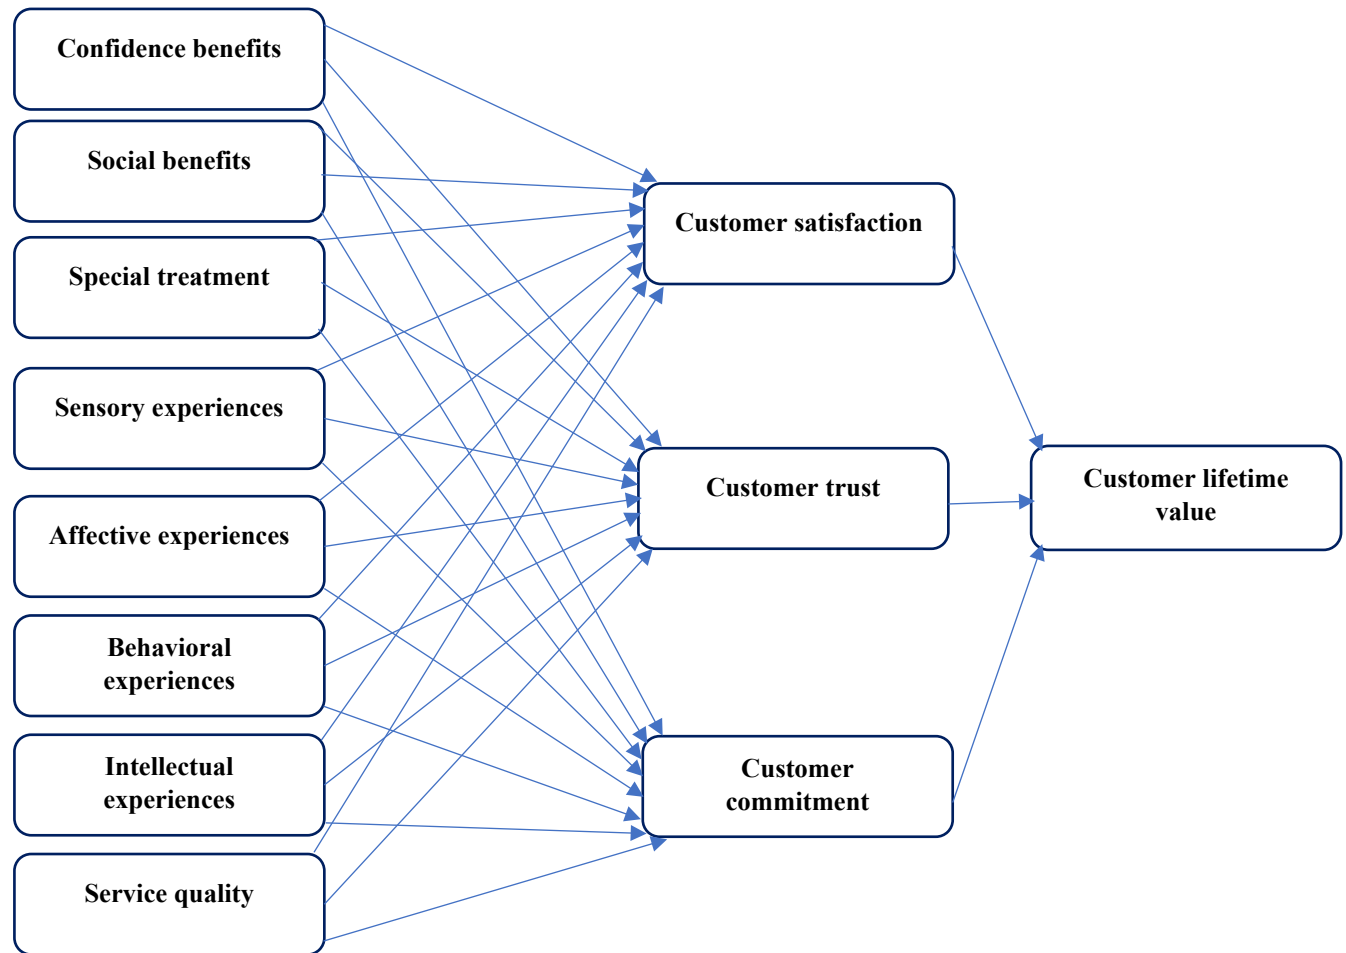 Confidence benefits
Social benefits
Special treatment
Sensory experiences
Affective experiences
Behavioral
experiences
Intellectual
experiences
Service quality
Customer satisfaction
Customer trust
Customer
commitment
Customer lifetime
value